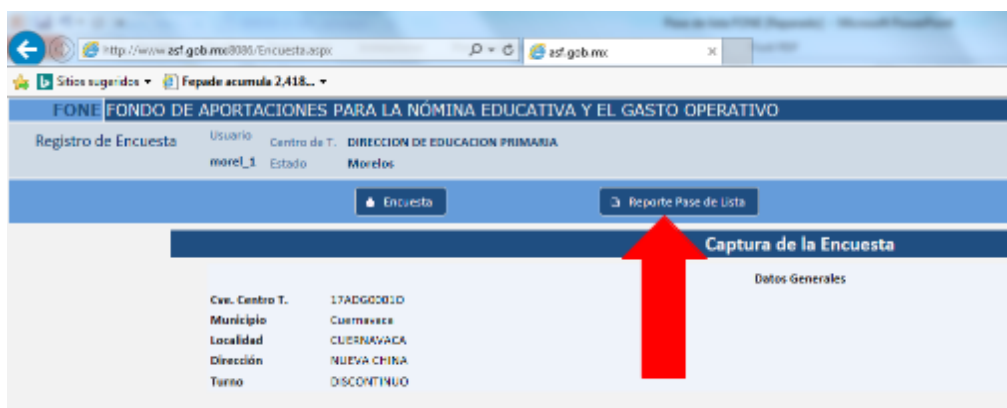 http://www.asf.gob.mx:8086/Encuesta.aspx
asf.gob.mx
Sitios sugeridos
Fepade acumula 2,418...
FONE FONDO DE APORTACIONES PARA LA NÓMINA EDUCATIVA Y EL GASTO OPERATIVO
Registro de Encuesta
Usuario Centro de T. DIRECCION DE EDUCACION PRIMARIA
morel_1 Estado Morelos
Encuesta
Reporte Pase de Lista
Captura de la Encuesta
Datos Generales
Cve. Centro T. 17ADG0001O
Municipio Cuernavaca
Localidad CUERNAVACA
Dirección NUEVA CHINA
Turno DISCONTINUO